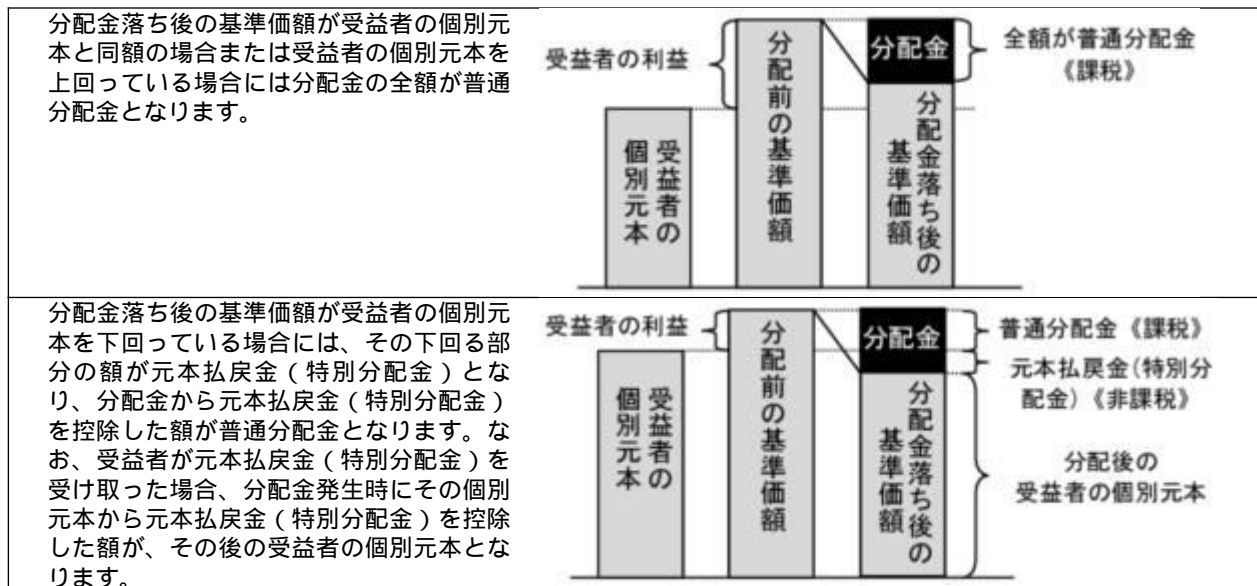 分配金落ち後の基準価額が受益者の個別元
本と同額の場合または受益者の個別元本を
上回っている場合には分配金の全額が普通
分配金となります。
受益者の利益
受益者の
個別元本
分配前の基準価額
分配金
分配金落ち後の
基準価額
全額が普通分配金
《課税》
分配金落ち後の基準価額が受益者の個別元
本を下回っている場合には、その下回る部
分の額が元本払戻金(特別分配金)とな
り、分配金から元本払戻金(特別分配金)
を控除した額が普通分配金となります。な
お、受益者が元本払戻金(特別分配金)を
受け取った場合、分配金発生時にその個別
元本から元本払戻金(特別分配金)を控除
した額が、その後の受益者の個別元本とな
ります。
受益者の利益
受益者の
個別元本
分配前の基準価額
分配金
分配金落ち後の
基準価額
普通分配金《課税》
元本払戻金(特別分
配金)《非課税》
分配後の
受益者の個別元本